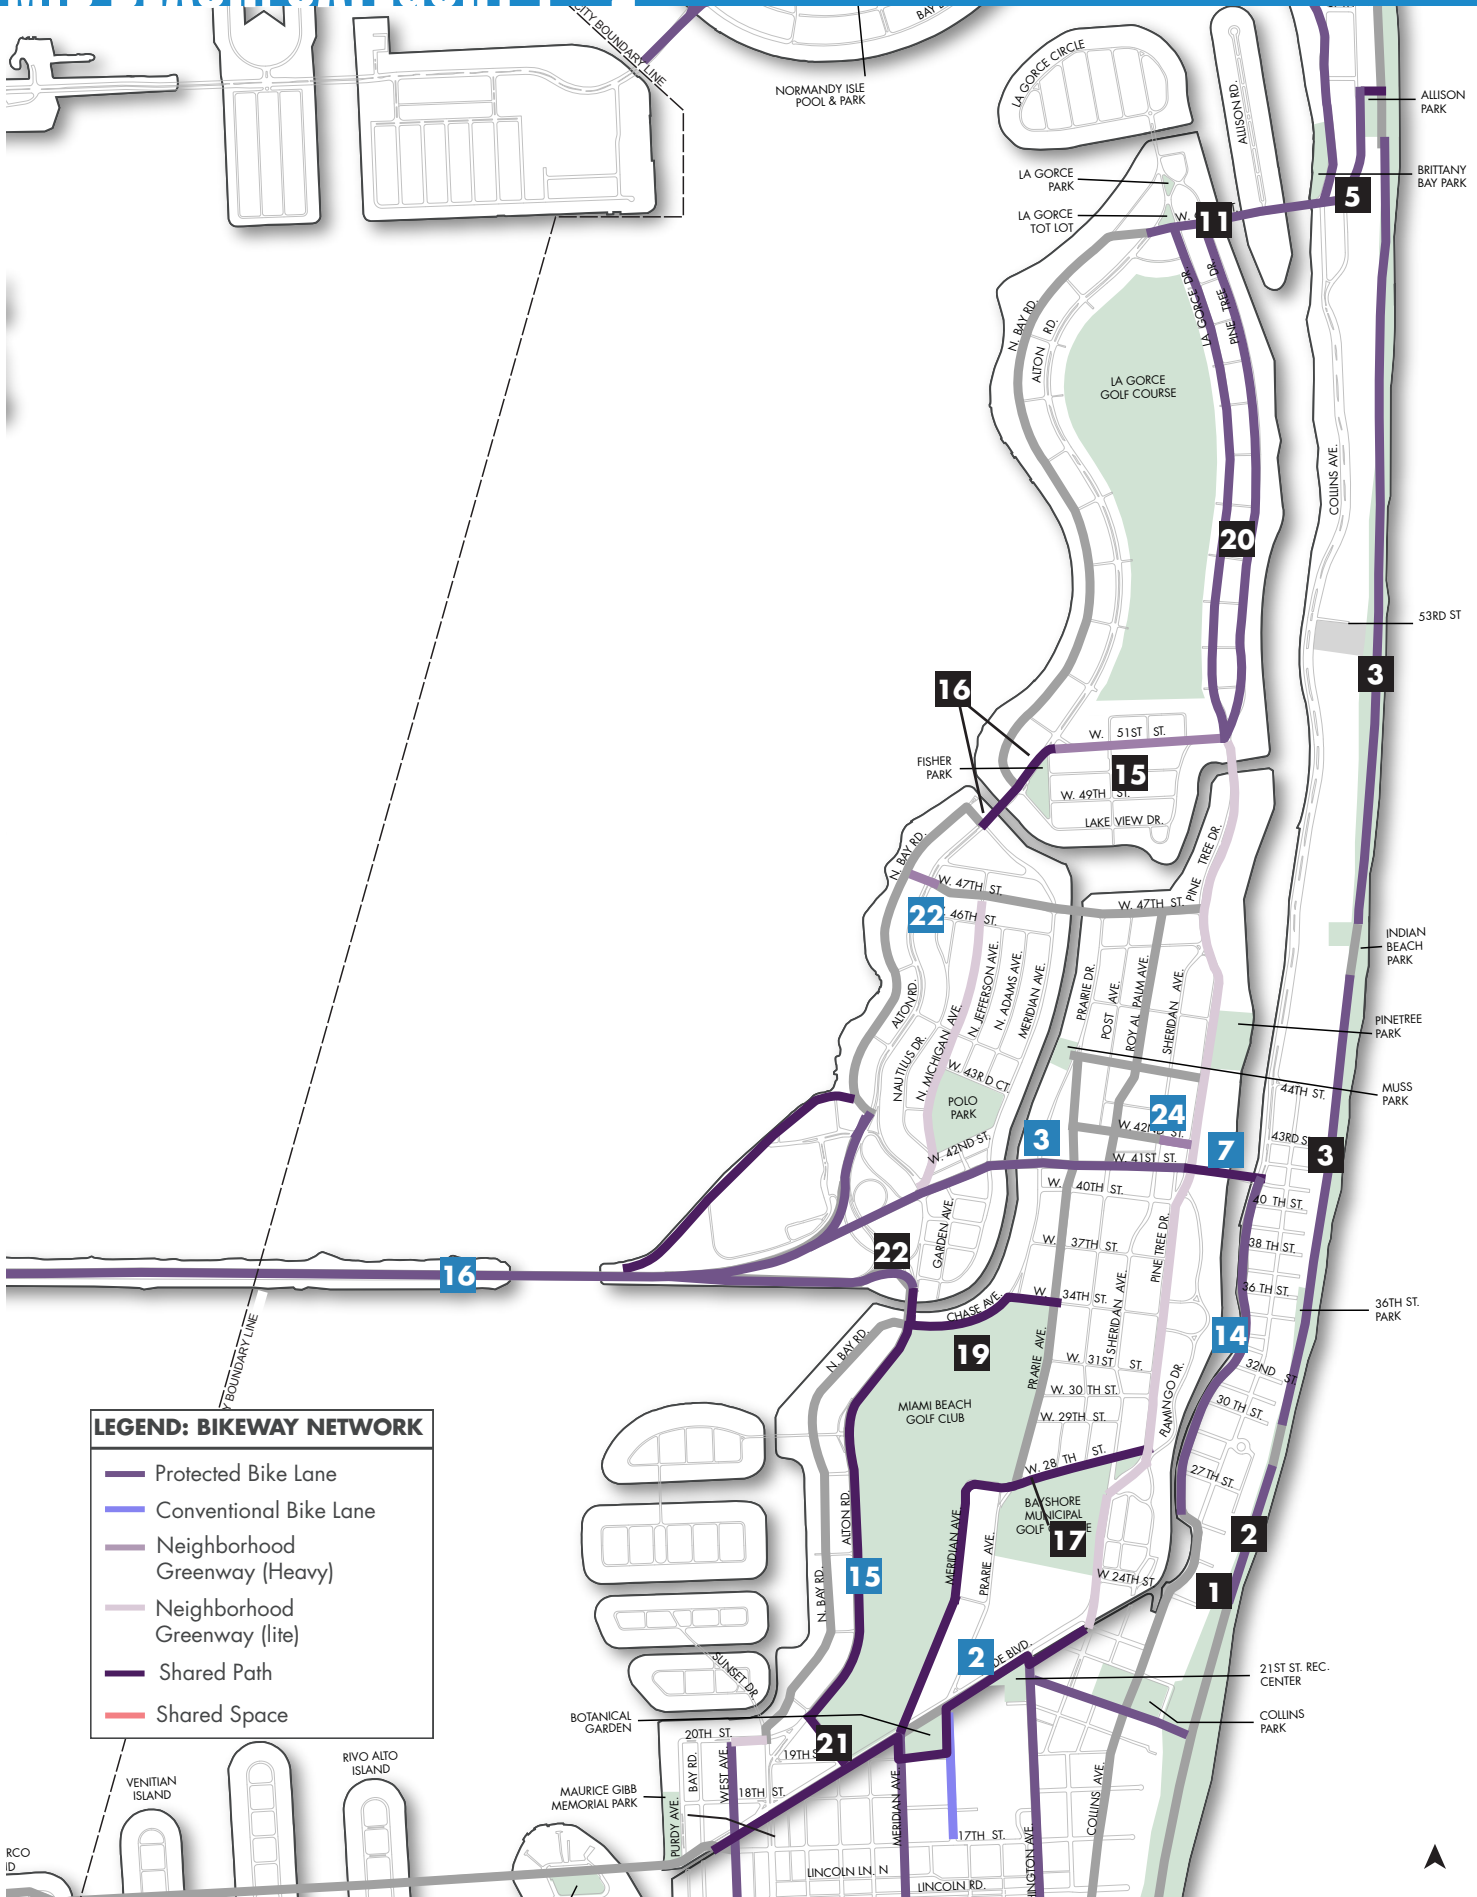 CITY BOUNDARY LINE
NORMANDY ISLE
POOL & PARK
LA GORCE CIRCLE
ALLISON RD.
ALLISON
PARK
BRITTANY
BAY PARK
5
LA GORCE
PARK
LA GORCE
TOT LOT
11
LA GORCE DR.
PINE TREE DR.
N. BAY RD.
ALTON RD.
LA GORCE
GOLF COURSE
COLLINS AVE.
20
53RD ST
3
16
W. 51ST ST.
FISHER
PARK
15
W. 49TH ST.
LAKE VIEW DR.
N. BAY RD.
PINE TREE DR.
W. 47TH ST.
W. 47TH ST.
22
46TH ST.
INDIAN
BEACH
PARK
ALTON RD.
N. JEFFERSON AVE.
N. ADAMS AVE.
MERIDIAN AVE.
PRAIRIE DR.
POST AVE.
ROYAL PALM AVE.
SHERIDAN AVE.
PINETREE
PARK
NAUTILUS DR.
N. MICHIGAN AVE.
W. 43RD CT
POLO
PARK
MUSS
PARK
44TH ST.
24
W. 42ND ST.
3
7
43RD S
3
W. 42ND ST.
W. 41ST ST.
W. 40TH ST.
40 TH ST.
GARDEN AVE.
22
W. 37TH ST.
PINE TREE DR.
38 TH ST.
16
36 TH ST.
36TH ST.
PARK
CHASE AVE.
W. 34TH ST.
SHERIDAN AVE.
14
N. BAY RD.
19
PRARIE AVE.
W. 31ST ST.
32ND ST
Y BOUNDARY LINE
W. 30 TH ST.
30 TH ST.
MIAMI BEACH
GOLF CLUB
W. 29TH ST.
FLAMINGO DR.
LEGEND: BIKEWAY NETWORK
Protected Bike Lane
Conventional Bike Lane
Neighborhood
Greenway (Heavy)
Neighborhood
Greenway (lite)
Shared Path
Shared Space
W. 28 TH ST.
27 TH ST.
ALTON RD.
MERIDIAN AVE.
PRARIE AVE.
BAYSHORE
MUNICIPAL
GOLF
17
2
15
N. BAY RD.
W 24TH ST
1
2
DE BLVD.
SUNSET DR.
21ST ST. REC.
CENTER
BOTANICAL
GARDEN
COLLINS
PARK
20TH ST.
21
19TH S
BAY RD.
WEST AVE.
18TH ST.
VENITIAN
ISLAND
RIVO ALTO
ISLAND
MAURICE GIBB
MEMORIAL PARK
PURDY AVE.
MERIDIAN AVE.
COLLINS AVE.
17TH ST.
LINCOLN LN. N
LINCOLN RD.
INGTON AVE.
RCO